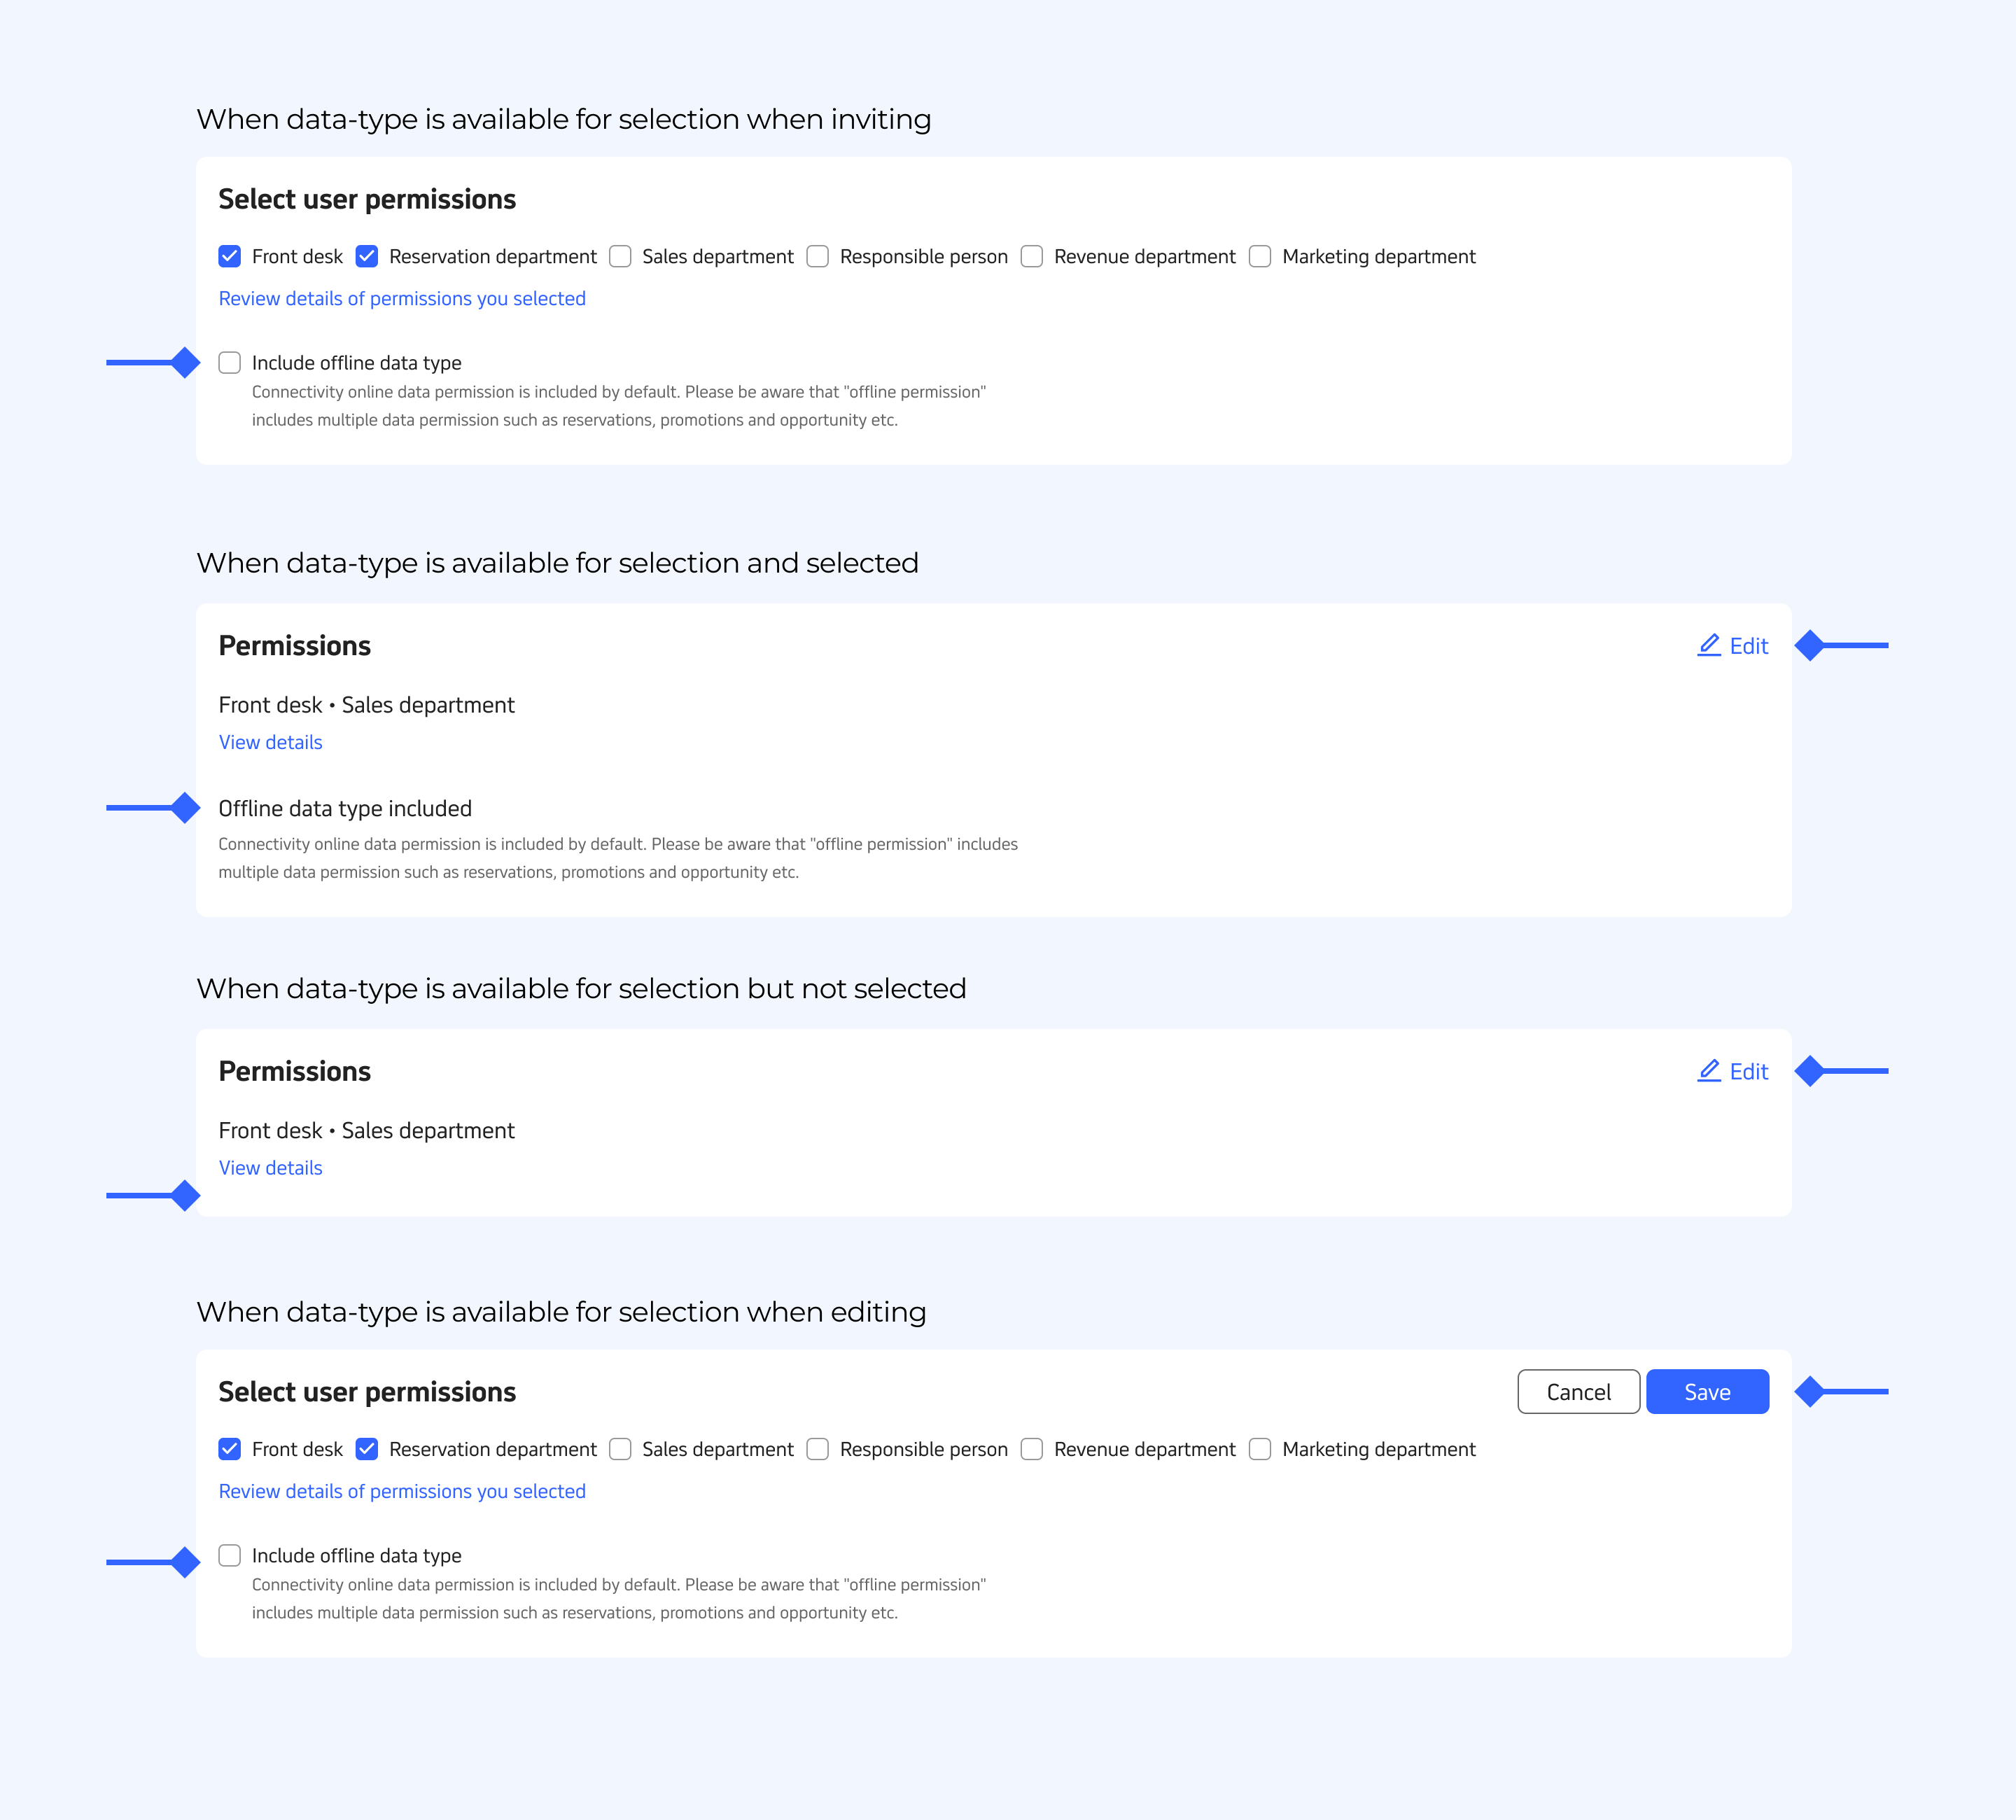 When data-type is available for selection when inviting
Select user permissions
Front desk Reservation department Sales department Responsible person Revenue department Marketing department
Review details of permissions you selected
Include offline data type
Connectivity online data permission is included by default. Please be aware that "offline permission"
includes multiple data permission such as reservations, promotions and opportunity etc.
When data-type is available for selection and selected
Permissions
Edit
Front desk • Sales department
View details
Offline data type included
Connectivity online data permission is included by default. Please be aware that "offline permission" includes
multiple data permission such as reservations, promotions and opportunity etc.
When data-type is available for selection but not selected
Permissions
Edit
Front desk • Sales department
View details
When data-type is available for selection when editing
Select user permissions
Cancel
Save
Front desk Reservation department Sales department Responsible person Revenue department Marketing department
Review details of permissions you selected
Include offline data type
Connectivity online data permission is included by default. Please be aware that "offline permission"
includes multiple data permission such as reservations, promotions and opportunity etc.